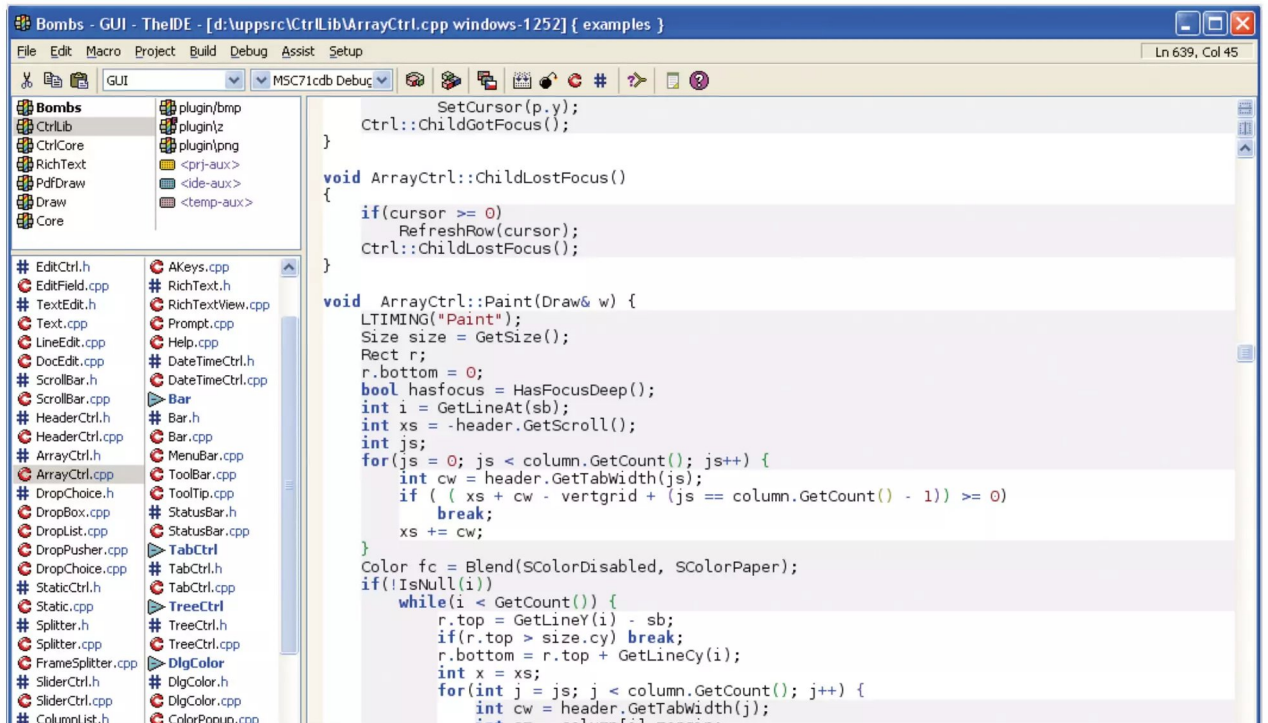 Bombs - GUI - TheIDE - [d:\uppsrc\CtrlLib\ArrayCtrl.cpp windows-1252] { examples }
File Edit Macro Project Build Debug Assist Setup
Ln 639, Col 45
GUI
MSC71cdb Debug
Bombs
CtrlLib
CtrlCore
RichText
PdfDraw
Draw
Core
plugin/bmp
plugin\z
plugin\png
<prj-aux>
<ide-aux>
<temp-aux>
# EditCtrl.h
EditField.cpp
# TextEdit.h
Text.cpp
LineEdit.cpp
DocEdit.cpp
# ScrollBar.h
ScrollBar.cpp
# HeaderCtrl.h
HeaderCtrl.cpp
# ArrayCtrl.h
ArrayCtrl.cpp
# DropChoice.h
DropBox.cpp
DropList.cpp
DropPusher.cpp
DropChoice.cpp
# StaticCtrl.h
Static.cpp
# Splitter.h
Splitter.cpp
FrameSplitter.cpp
# SliderCtrl.h
SliderCtrl.cpp
# ColumnList.h
AKeys.cpp
# RichText.h
RichTextView.cpp
Prompt.cpp
Help.cpp
# DateTimeCtrl.h
DateTimeCtrl.cpp
Bar
# Bar.h
Bar.cpp
MenuBar.cpp
ToolBar.cpp
ToolTip.cpp
# StatusBar.h
StatusBar.cpp
TabCtrl
# TabCtrl.h
TabCtrl.cpp
TreeCtrl
# TreeCtrl.h
TreeCtrl.cpp
DlgColor
# DlgColor.h
DlgColor.cpp
ColorPopup.cpp
SetCursor(p.y);
Ctrl::ChildGotFocus();
}
void ArrayCtrl::ChildLostFocus()
{
if(cursor >= 0)
RefreshRow(cursor);
Ctrl::ChildLostFocus();
}
void  ArrayCtrl::Paint(Draw& w) {
LTIMING("Paint");
Size size = GetSize();
Rect r;
r.bottom = 0;
bool hasfocus = HasFocusDeep();
int i = GetLineAt(sb);
int xs = -header.GetScroll();
int js;
for(js = 0; js < column.GetCount(); js++) {
int cw = header.GetTabWidth(js);
if ( ( xs + cw - vertgrid + (js == column.GetCount() - 1)) >= 0)
break;
xs += cw;
}
Color fc = Blend(SColorDisabled, SColorPaper);
if(!IsNull(i))
while(i < GetCount()) {
r.top = GetLineY(i) - sb;
if(r.top > size.cy) break;
r.bottom = r.top + GetLineCy(i);
int x = xs;
for(int j = js; j < column.GetCount(); j++) {
int cw = header.GetTabWidth(j);